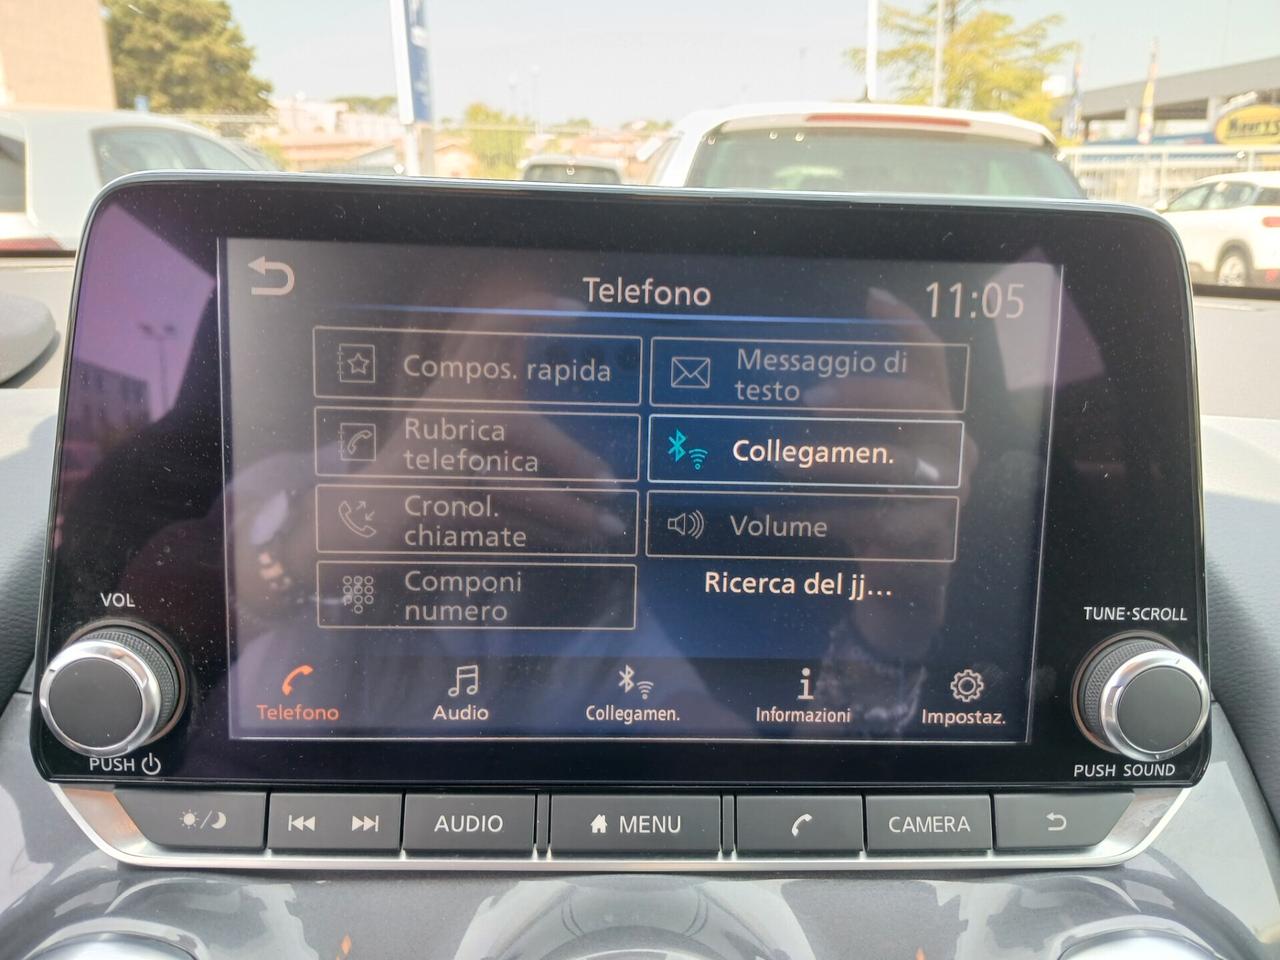 Telefono
11:05
Compos. rapida
Messaggio di
testo
Rubrica
telefonica
Collegamen.
Cronol.
chiamate
Volume
Componi
numero
Ricerca del jj...
Telefono
Audio
Collegamen.
Informazioni
Impostaz.
VOL
PUSH
TUNE·SCROLL
PUSH SOUND
AUDIO
MENU
CAMERA